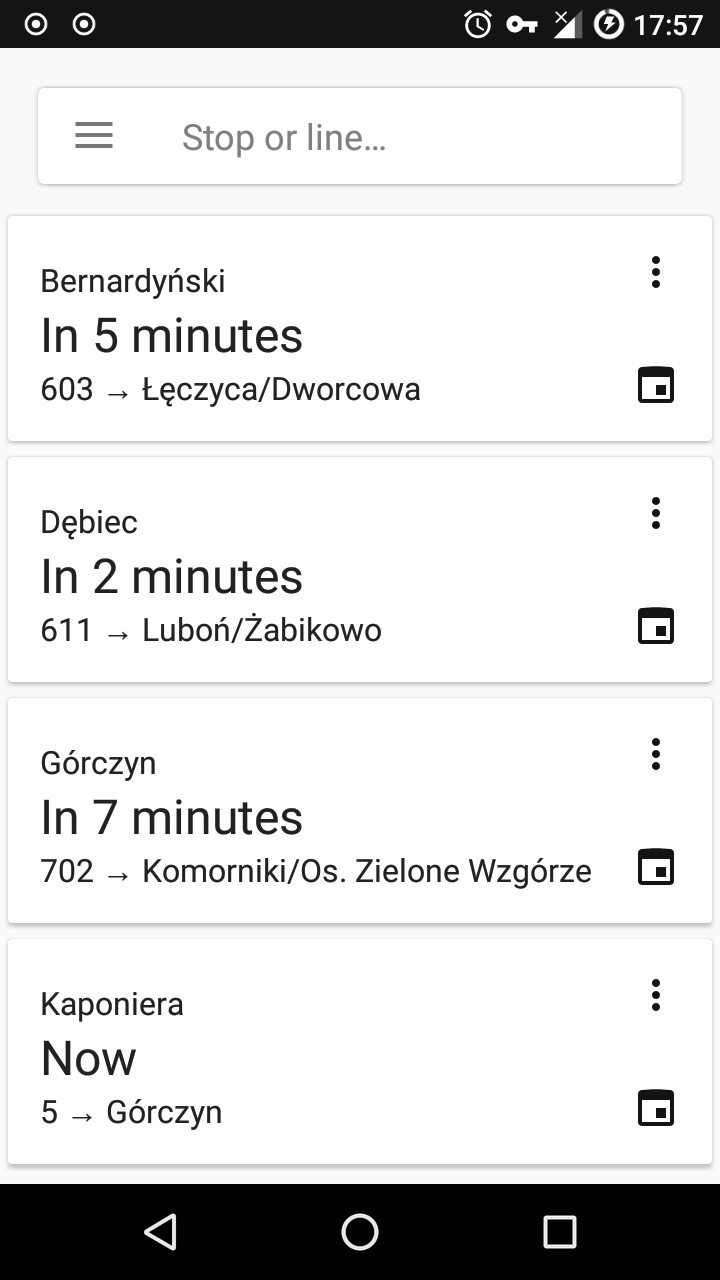 17:57
Stop or line...
Bernardyński
In 5 minutes
603 → Łęczyca/Dworcowa
Dębiec
In 2 minutes
611 → Luboń/Żabikowo
Górczyn
In 7 minutes
702 → Komorniki/Os. Zielone Wzgórze
Kaponiera
Now
5 → Górczyn